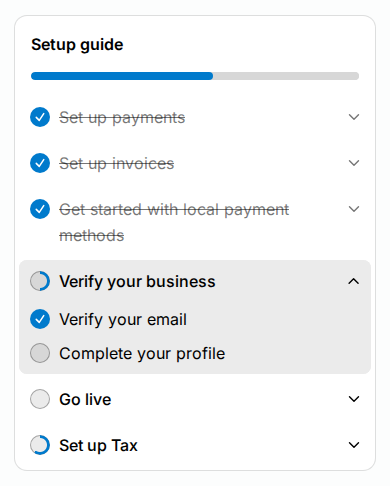 Setup guide
Set up payments
Set up invoices
Get started with local payment
methods
Verify your business
Verify your email
Complete your profile
Go live
Set up Tax